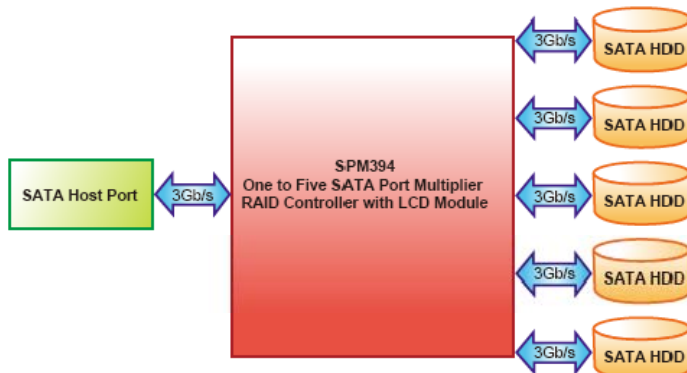 3Gb/s
SATA HDD
3Gb/s
SATA HDD
SATA Host Port
3Gb/s
SPM394
One to Five SATA Port Multiplier
RAID Controller with LCD Module
3Gb/s
SATA HDD
3Gb/s
SATA HDD
3Gb/s
SATA HDD